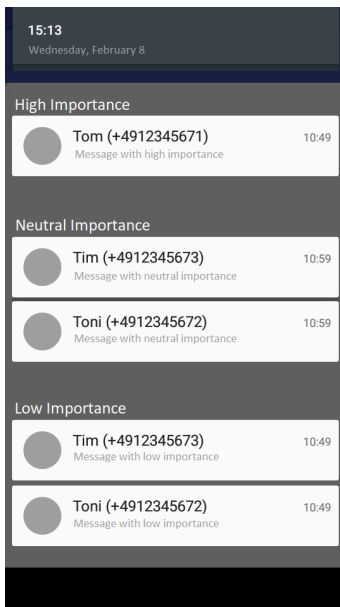 15:13
Wednesday, February 8
High Importance
Tom (+4912345671) 10:49
Message with high importance
Neutral Importance
Tim (+4912345673) 10:59
Message with neutral importance
Toni (+4912345672) 10:59
Message with neutral importance
Low Importance
Tim (+4912345673) 10:49
Message with low importance
Toni (+4912345672) 10:49
Message with low importance